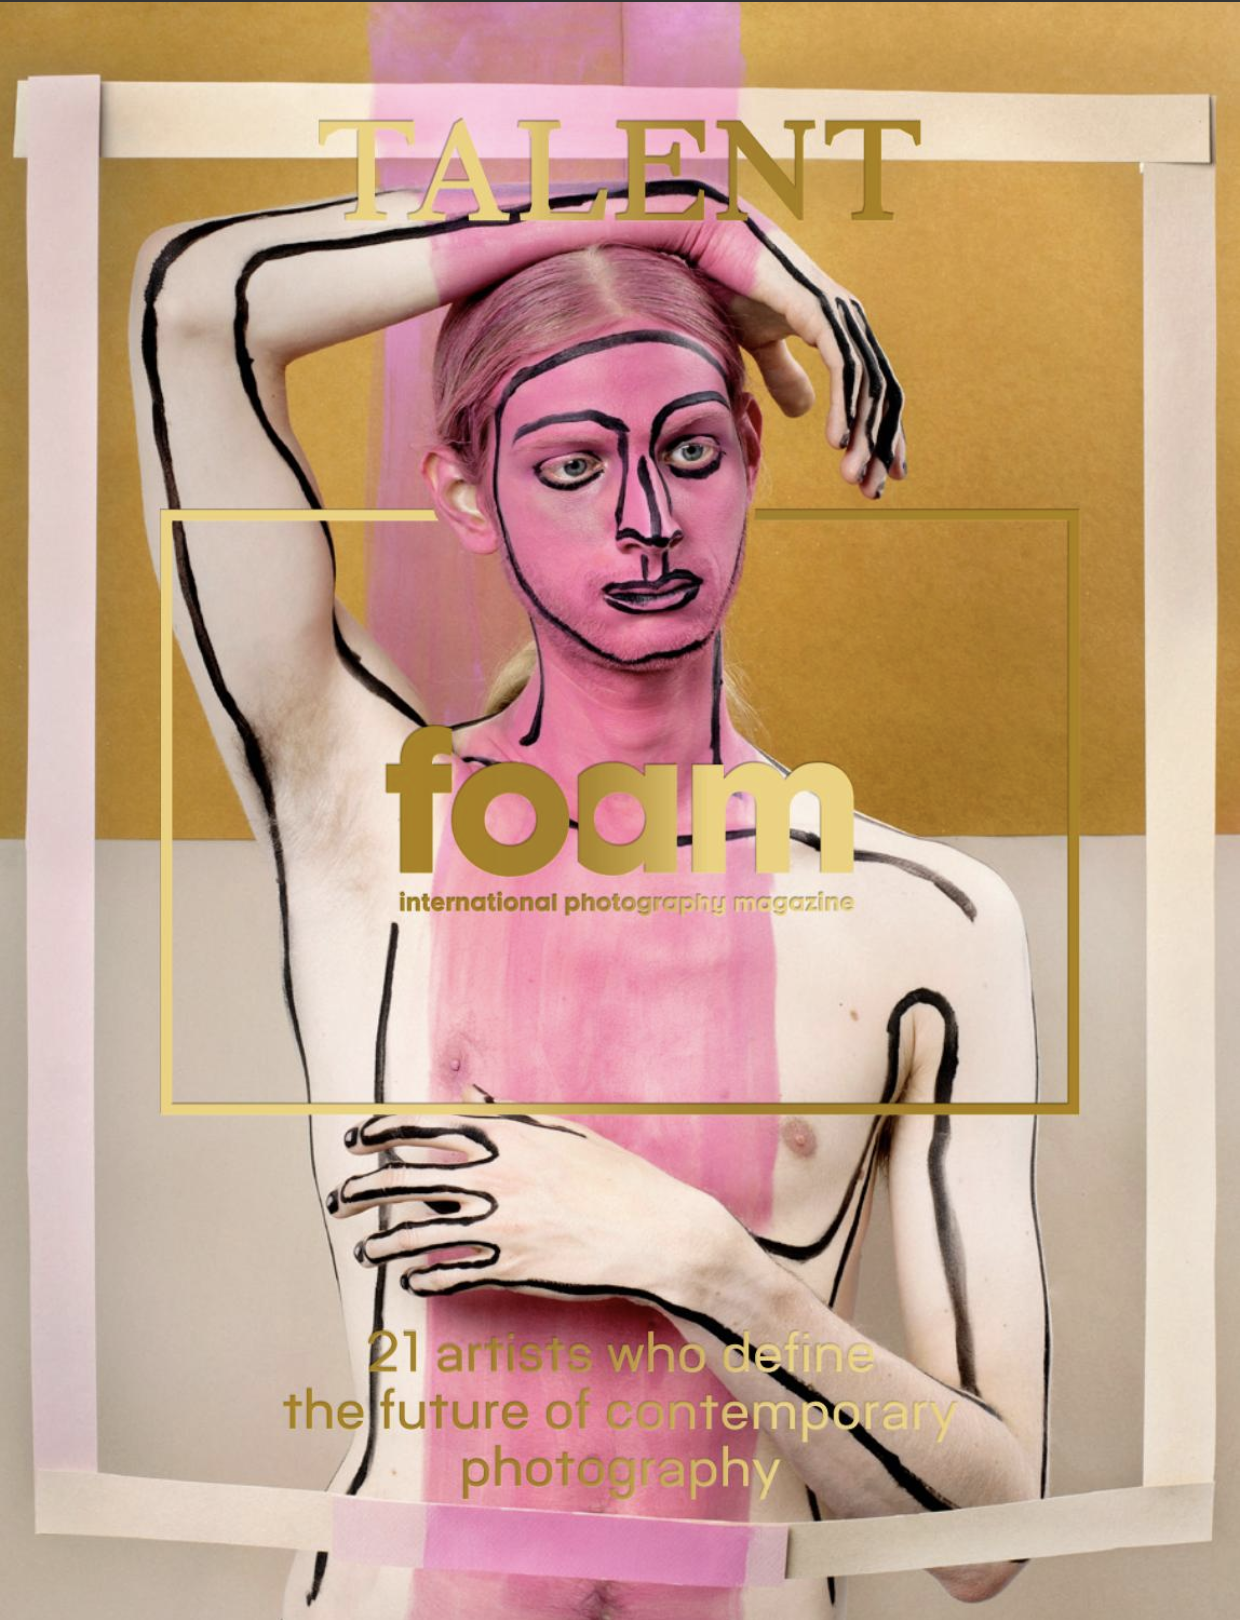 TALENT
foam
international photography magazine
21 artists who define
the future of contemporary
photography